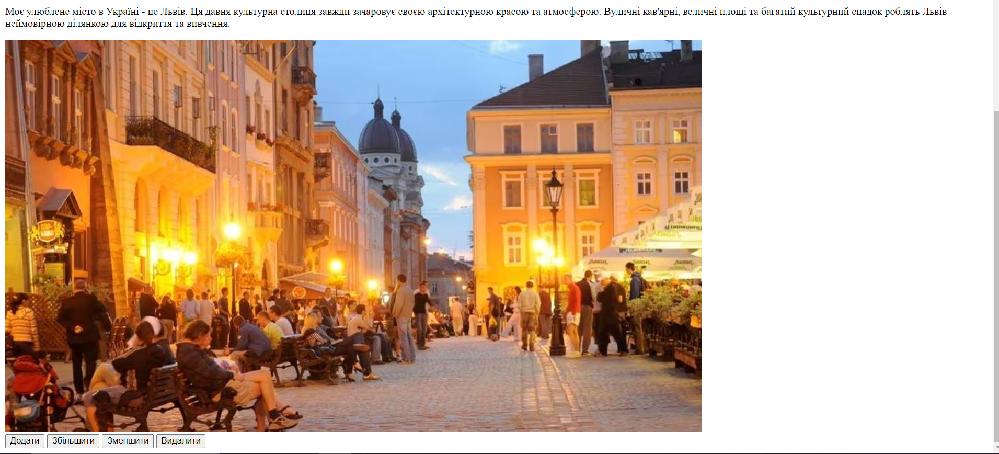 Моє улюблене місто в Україні - це Львів. Ця давня культурна столиця завжди зачаровує своєю архітектурною красою та атмосферою. Вуличні кав'ярні, величні площі та багатий культурний спадок роблять Львів
неймовірною ділянкою для відкриття та вивчення.
Додати Збільшити Зменшити Видалити